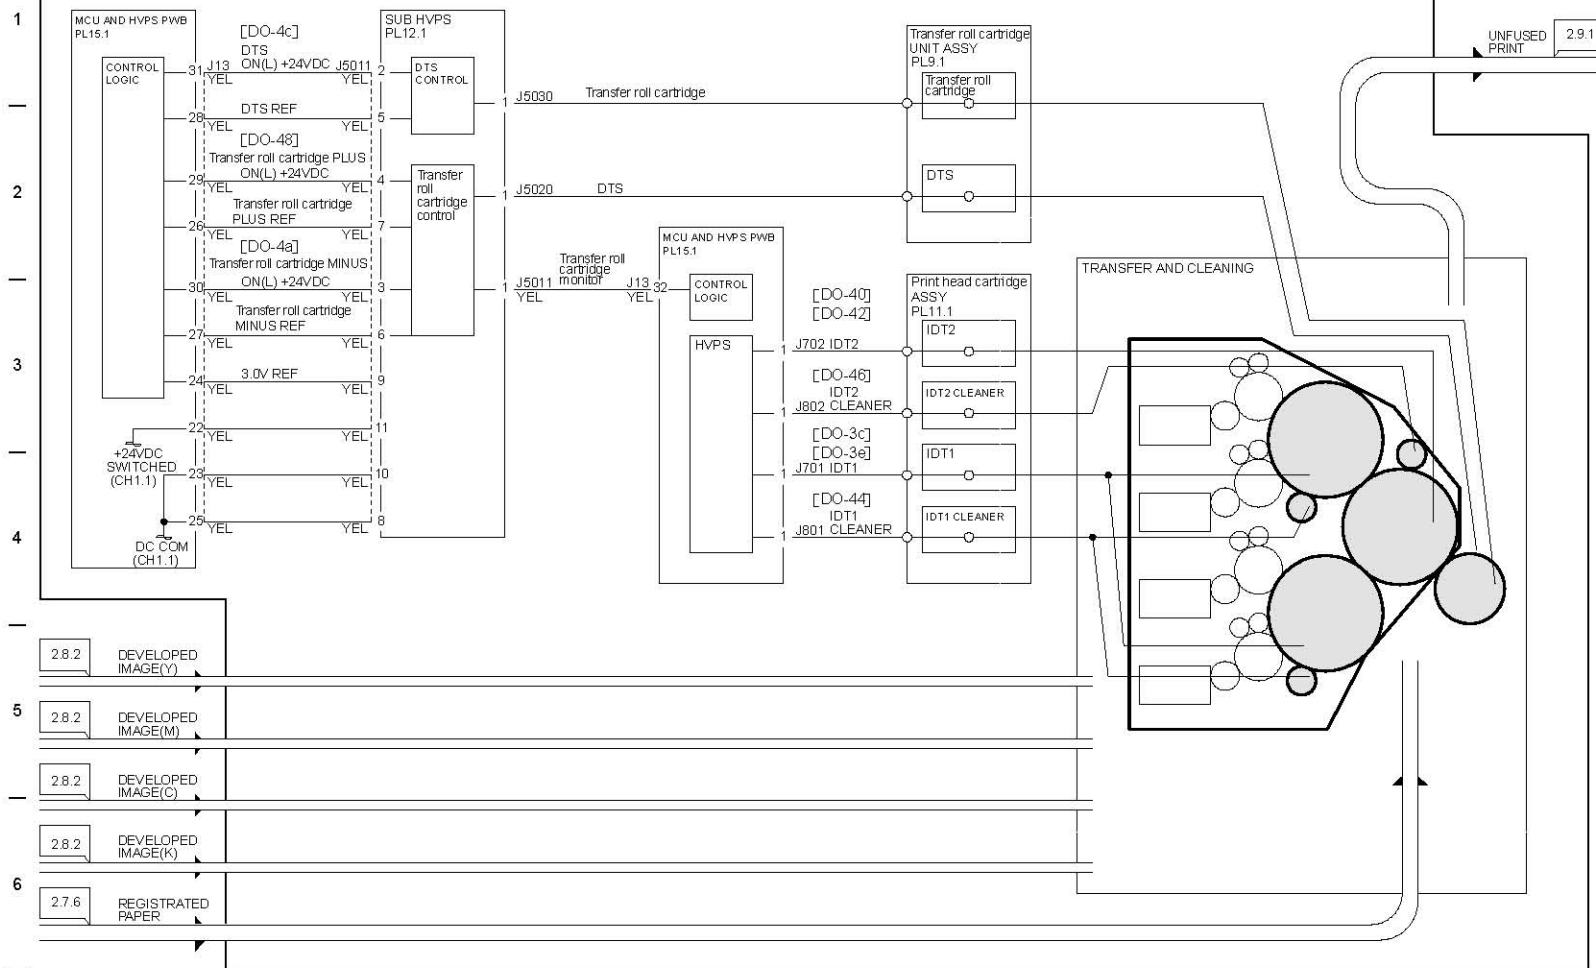 1
2
3
4
5
6
MCU AND HVPS PWB
PL15.1
CONTROL
LOGIC
[DO-4c]
DTS
ON(L) +24VDC
31 J13
YEL
J5011 2
YEL
DTS REF
28
YEL
YEL
5
[DO-48]
Transfer roll cartridge PLUS
ON(L) +24VDC
29
YEL
YEL
4
Transfer roll cartridge
PLUS REF
26
YEL
YEL
7
[DO-4a]
Transfer roll cartridge MINUS
ON(L) +24VDC
30
YEL
YEL
3
Transfer roll cartridge
MINUS REF
27
YEL
YEL
6
3.0V REF
24
YEL
YEL
9
22
YEL
YEL
11
+24VDC
SWITCHED
(CH1.1)
23
YEL
YEL
10
25
YEL
YEL
8
DC COM
(CH1.1)
SUB HVPS
PL12.1
DTS
CONTROL
Transfer
roll
cartridge
control
1 J5030
Transfer roll cartridge
1 J5020
DTS
1 J5011
YEL
Transfer roll
cartridge
monitor
J13 32
YEL
MCU AND HVPS PWB
PL15.1
CONTROL
LOGIC
HVPS
[DO-40]
[DO-42]
1 J702 IDT2
[DO-46]
IDT2
1 J802 CLEANER
[DO-3c]
[DO-3e]
1 J701 IDT1
[DO-44]
IDT1
1 J801 CLEANER
Transfer roll cartridge
UNIT ASSY
PL9.1
Transfer roll
cartridge
DTS
Print head cartridge
ASSY
PL11.1
IDT2
IDT2 CLEANER
IDT1
IDT1 CLEANER
TRANSFER AND CLEANING
UNFUSED
PRINT
2.9.1
2.8.2
DEVELOPED
IMAGE(Y)
2.8.2
DEVELOPED
IMAGE(M)
2.8.2
DEVELOPED
IMAGE(C)
2.8.2
DEVELOPED
IMAGE(K)
2.7.6
REGISTRATED
PAPER